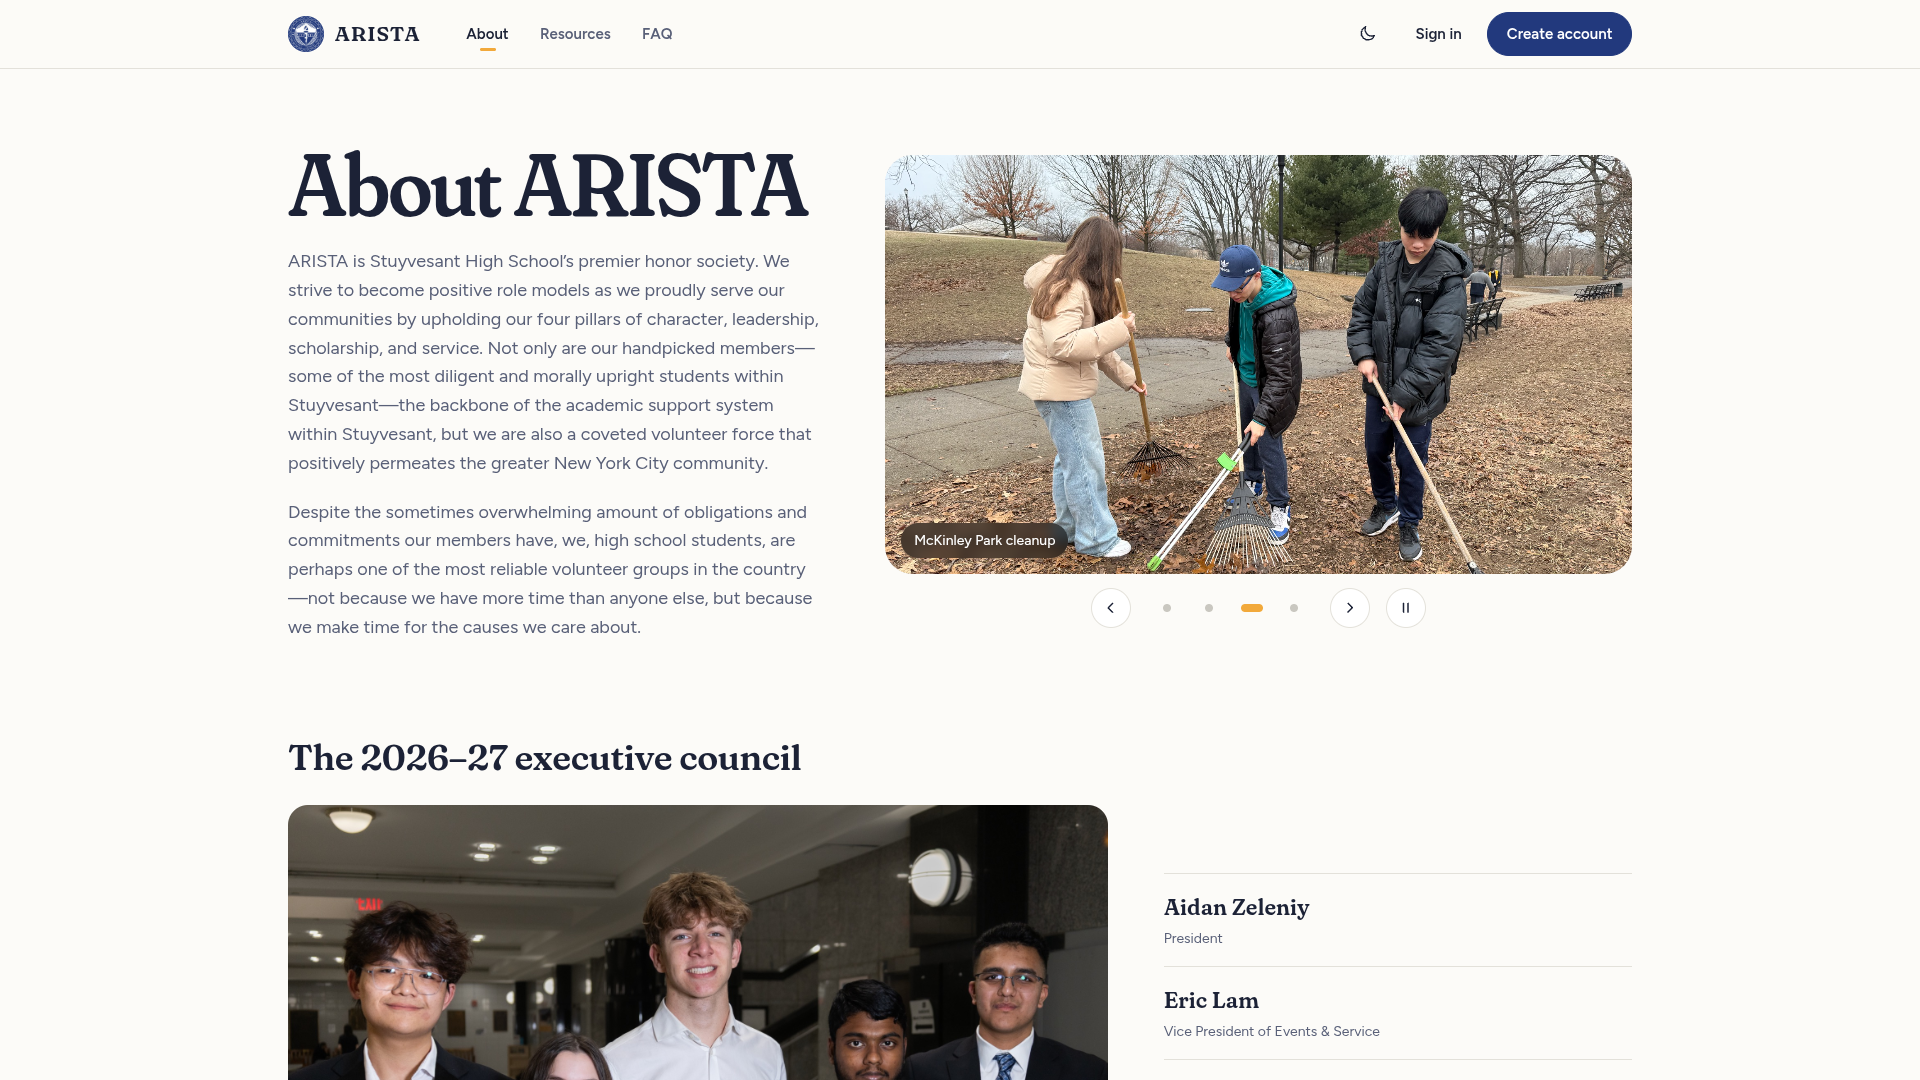 ARISTA
About
Resources
FAQ
Sign in
Create account
About ARISTA
ARISTA is Stuyvesant High School’s premier honor society. We
strive to become positive role models as we proudly serve our
communities by upholding our four pillars of character, leadership,
scholarship, and service. Not only are our handpicked members—
some of the most diligent and morally upright students within
Stuyvesant—the backbone of the academic support system
within Stuyvesant, but we are also a coveted volunteer force that
positively permeates the greater New York City community.
Despite the sometimes overwhelming amount of obligations and
commitments our members have, we, high school students, are
perhaps one of the most reliable volunteer groups in the country
—not because we have more time than anyone else, but because
we make time for the causes we care about.
McKinley Park cleanup
The 2026–27 executive council
EXIT
Aidan Zeleniy
President
Eric Lam
Vice President of Events & Service